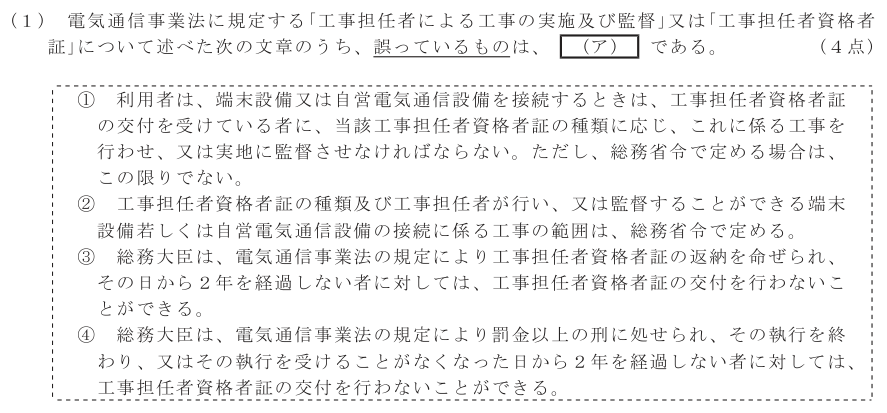 (1) 電気通信事業法に規定する「工事担任者による工事の実施及び監督」又は「工事担任者資格者
証」について述べた次の文章のうち、誤っているものは、 (ア) である。 (4点)
① 利用者は、端末設備又は自営電気通信設備を接続するときは、工事担任者資格者証
の交付を受けている者に、当該工事担任者資格者証の種類に応じ、これに係る工事を
行わせ、又は実地に監督させなければならない。ただし、総務省令で定める場合は、
この限りでない。
② 工事担任者資格者証の種類及び工事担任者が行い、又は監督することができる端末
設備若しくは自営電気通信設備の接続に係る工事の範囲は、総務省令で定める。
③ 総務大臣は、電気通信事業法の規定により工事担任者資格者証の返納を命ぜられ、
その日から2年を経過しない者に対しては、工事担任者資格者証の交付を行わないこ
とができる。
④ 総務大臣は、電気通信事業法の規定により罰金以上の刑に処せられ、その執行を終
わり、又はその執行を受けることがなくなった日から2年を経過しない者に対しては、
工事担任者資格者証の交付を行わないことができる。